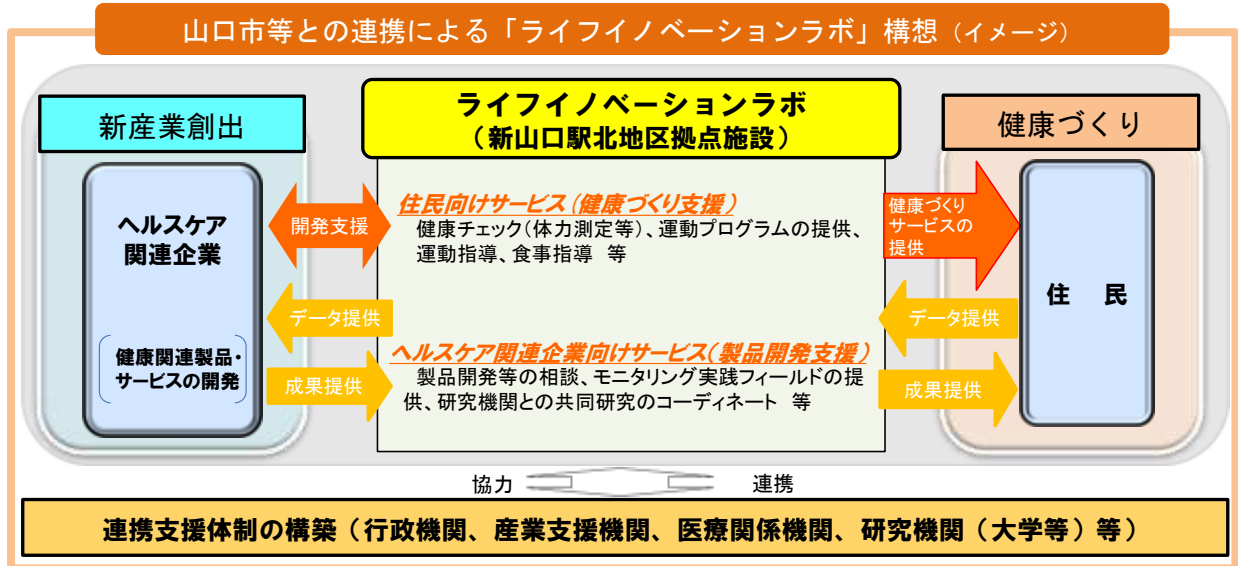 山口市等との連携による「ライフイノベーションラボ」構想（イメージ）
新産業創出
ヘルスケア
関連企業
健康関連製品・
サービスの開発
開発支援
データ提供
成果提供
ライフイノベーションラボ
（新山口駅北地区拠点施設）
住民向けサービス（健康づくり支援）
健康チェック（体力測定等）、運動プログラムの提供、
運動指導、食事指導 等
ヘルスケア関連企業向けサービス（製品開発支援）
製品開発等の相談、モニタリング実践フィールドの提
供、研究機関との共同研究のコーディネート 等
健康づくり
サービスの
提供
データ提供
成果提供
健康づくり
住 民
協力 連携
連携支援体制の構築（行政機関、産業支援機関、医療関係機関、研究機関（大学等）等）